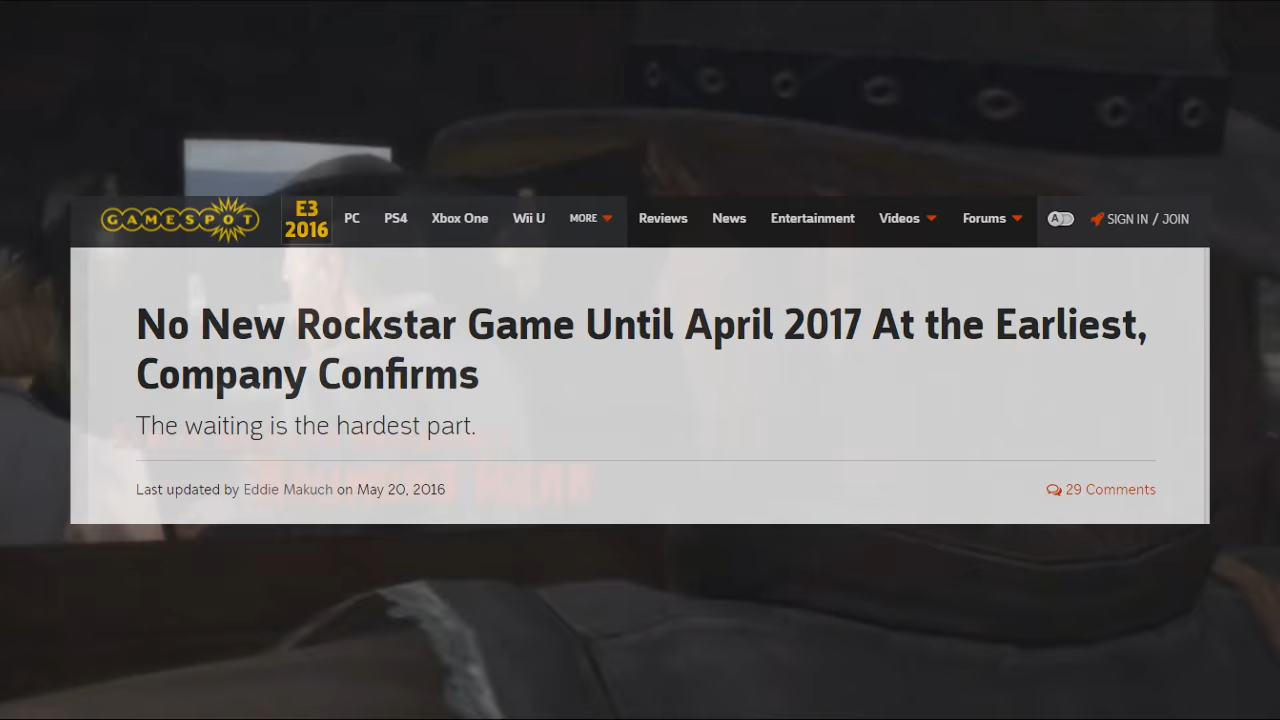 GAMESPOT
E3
2016
PC PS4 Xbox One Wii U MORE Reviews News Entertainment Videos Forums A SIGN IN / JOIN
No New Rockstar Game Until April 2017 At the Earliest,
Company Confirms
The waiting is the hardest part.
Last updated by Eddie Makuch on May 20, 2016 29 Comments